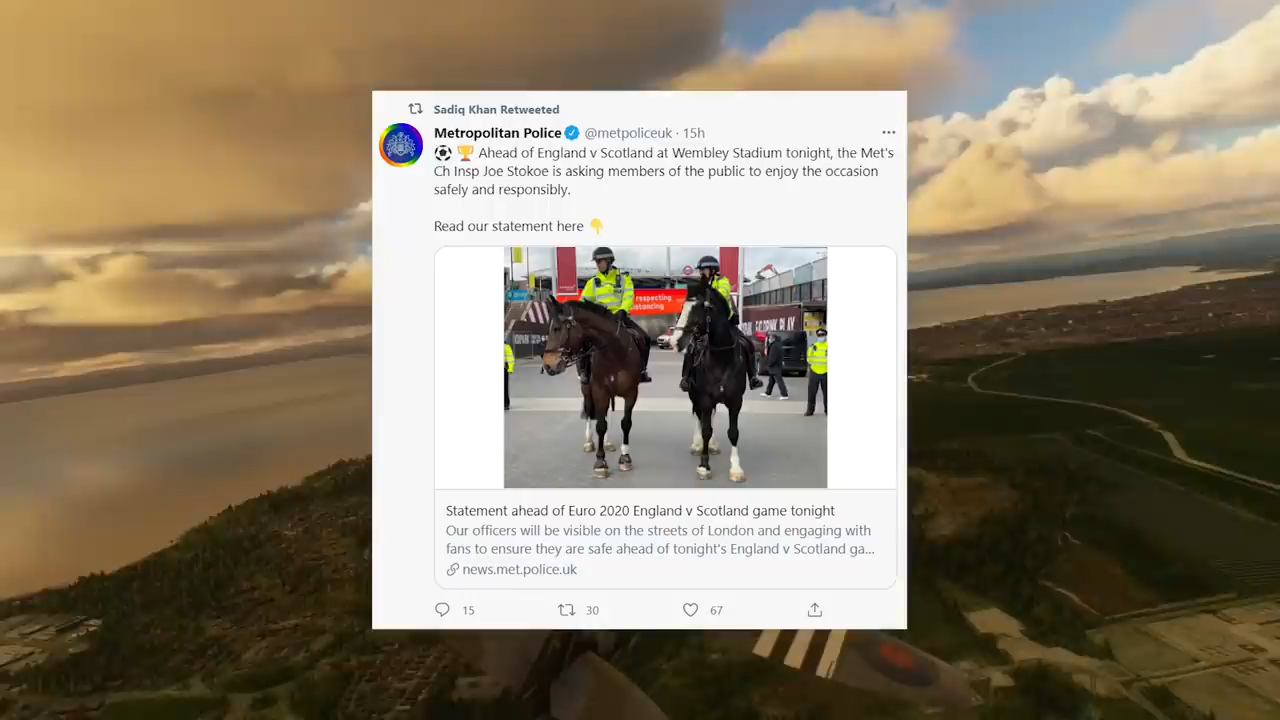 Sadiq Khan Retweeted
Metropolitan Police @metpoliceuk · 15h
⚽ 🏆 Ahead of England v Scotland at Wembley Stadium tonight, the Met's
Ch Insp Joe Stokoe is asking members of the public to enjoy the occasion
safely and responsibly.
Read our statement here 👇
respecting
distancing
Statement ahead of Euro 2020 England v Scotland game tonight
Our officers will be visible on the streets of London and engaging with
fans to ensure they are safe ahead of tonight's England v Scotland ga...
news.met.police.uk
15 30 67